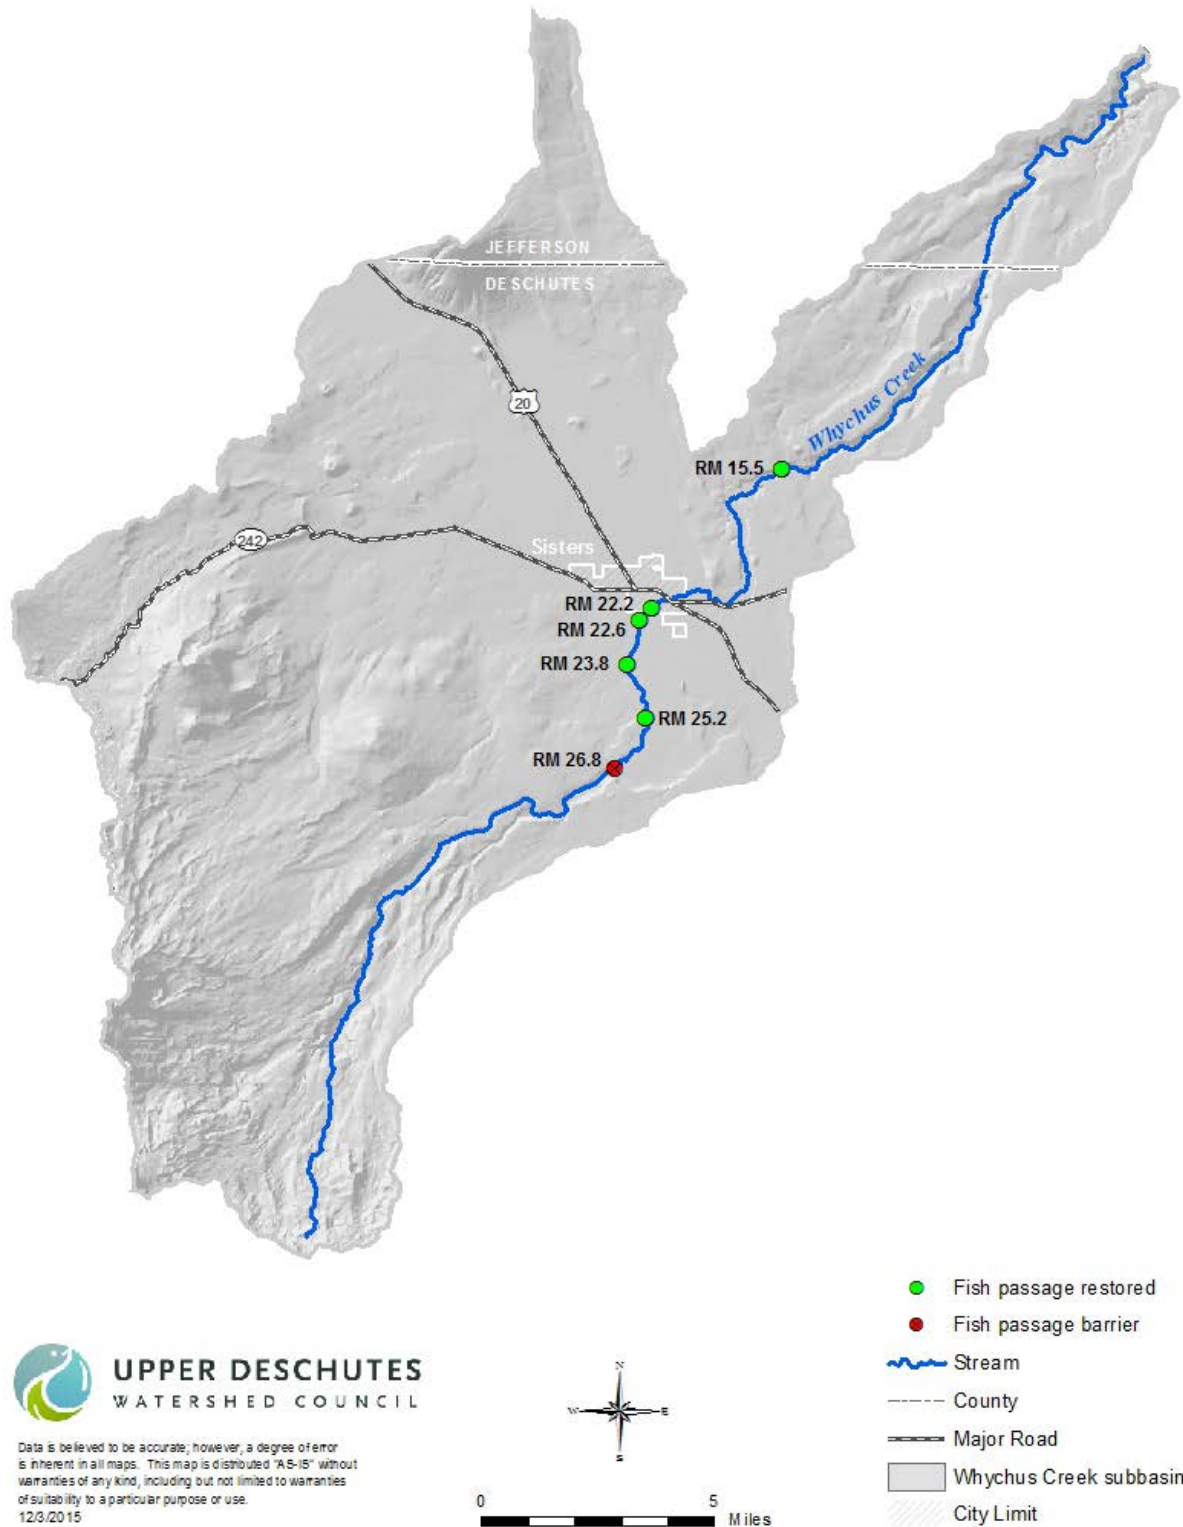 JEFFERSON
DESCHUTES
20
Whychus Creek
RM 15.5
242
Sisters
RM 22.2
RM 22.6
RM 23.8
RM 25.2
RM 26.8
Fish passage restored
Fish passage barrier
Stream
County
Major Road
Whychus Creek subbasin
City Limit
UPPER DESCHUTES
WATERSHED COUNCIL
Data is believed to be accurate; however, a degree of error
is inherent in all maps. This map is distributed "AS-IS" without
warranties of any kind, including but not limited to warranties
of suitability to a particular purpose or use.
12/3/2015
N
W E
S
0 5
Miles